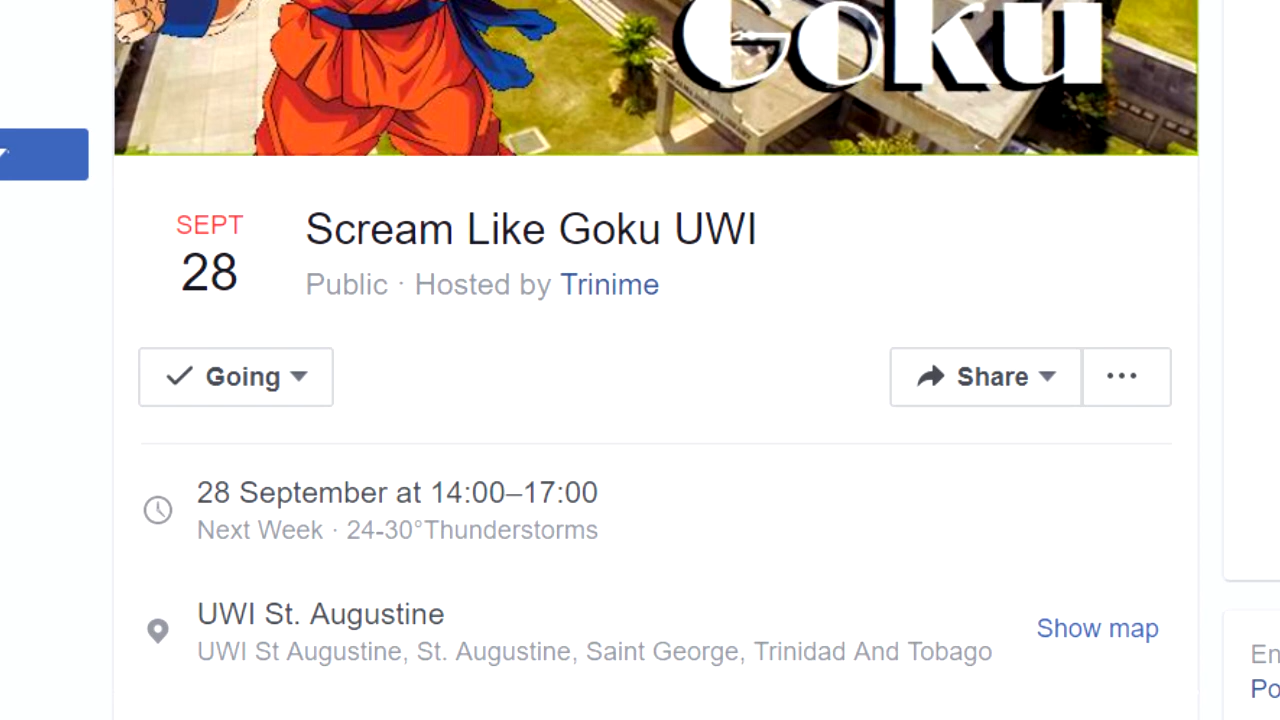 Goku
SEPT
28
Scream Like Goku UWI
Public · Hosted by Trinime
Going
Share
28 September at 14:00–17:00
Next Week · 24-30°Thunderstorms
UWI St. Augustine
UWI St Augustine, St. Augustine, Saint George, Trinidad And Tobago
Show map
En
Po